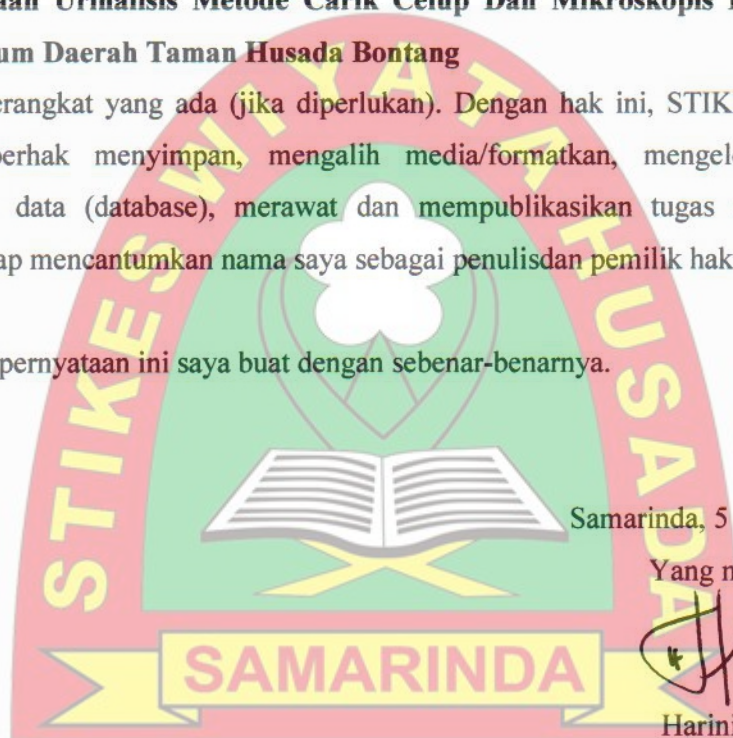 aan Urinalisis Metode Carik Celup Dan Mikroskopis
um Daerah Taman Husada Bontang
erangkat yang ada (jika diperlukan). Dengan hak ini, STIK
berhak menyimpan, mengalih media/formatkan, mengel
data (database), merawat dan mempublikasikan tugas
ap mencantumkan nama saya sebagai penulisdan pemilik hak
pernyataan ini saya buat dengan sebenar-benarnya.
Samarinda, 5
Yang m
Harini
STIKES WIYATA HUSADA
SAMARINDA